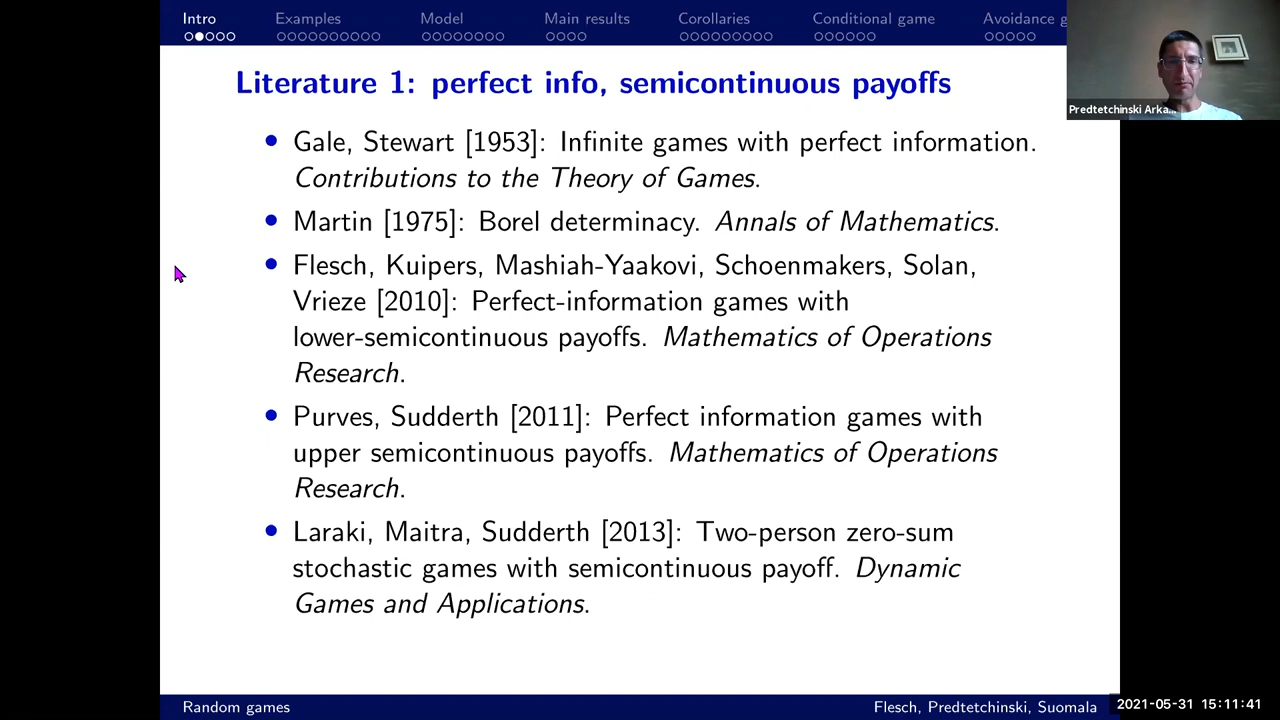 Intro Examples Model Main results Corollaries Conditional game Avoidance g
Literature 1: perfect info, semicontinuous payoffs
Predtetchinski Arka...
• Gale, Stewart [1953]: Infinite games with perfect information.
Contributions to the Theory of Games.
• Martin [1975]: Borel determinacy. Annals of Mathematics.
• Flesch, Kuipers, Mashiah-Yaakovi, Schoenmakers, Solan,
Vrieze [2010]: Perfect-information games with
lower-semicontinuous payoffs. Mathematics of Operations
Research.
• Purves, Sudderth [2011]: Perfect information games with
upper semicontinuous payoffs. Mathematics of Operations
Research.
• Laraki, Maitra, Sudderth [2013]: Two-person zero-sum
stochastic games with semicontinuous payoff. Dynamic
Games and Applications.
Random games Flesch, Predtetchinski, Suomala 2021-05-31 15:11:41